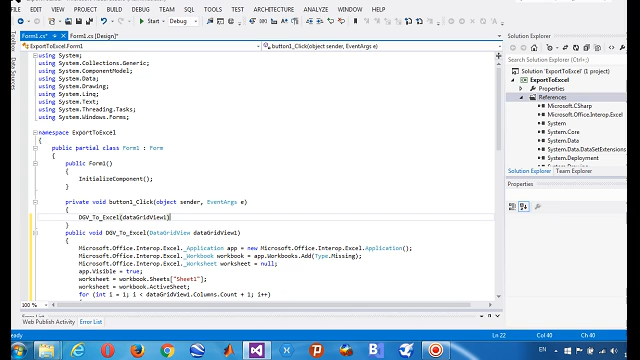 FILE EDIT VIEW PROJECT BUILD DEBUG TEAM SQL TOOLS TEST ARCHITECTURE ANALYZE WINDOW HELP
Start Debug
Form1.cs* Form1.cs [Design]*
Solution Explorer
ExportToExcel.Form1 button1_Click(object sender, EventArgs e)
using System;
using System.Collections.Generic;
using System.ComponentModel;
using System.Data;
using System.Drawing;
using System.Linq;
using System.Text;
using System.Threading.Tasks;
using System.Windows.Forms;
namespace ExportToExcel
{
public partial class Form1 : Form
{
public Form1()
{
InitializeComponent();
}
private void button1_Click(object sender, EventArgs e)
{
DGV_To_Excel(dataGridView1)
}
public void DGV_To_Excel(DataGridView dataGridView1)
{
Microsoft.Office.Interop.Excel._Application app = new Microsoft.Office.Interop.Excel.Application();
Microsoft.Office.Interop.Excel._Workbook workbook = app.Workbooks.Add(Type.Missing);
Microsoft.Office.Interop.Excel._Worksheet worksheet = null;
app.Visible = true;
worksheet = workbook.Sheets["Sheet1"];
worksheet = workbook.ActiveSheet;
for (int i = 1; i < dataGridView1.Columns.Count + 1; i++)
100 %
Web Publish Activity Error List
Data Sources
Search Solution Explorer
Solution 'ExportToExcel' (1 project)
ExportToExcel
Properties
References
Microsoft.CSharp
Microsoft.Office.Interop.Excel
System
System.Core
System.Data
System.Data.DataSetExtensions
System.Deployment
System.Drawing
Solution Explorer Team Explorer
Properties
Ln 22 Col 40 Ch 40
EN